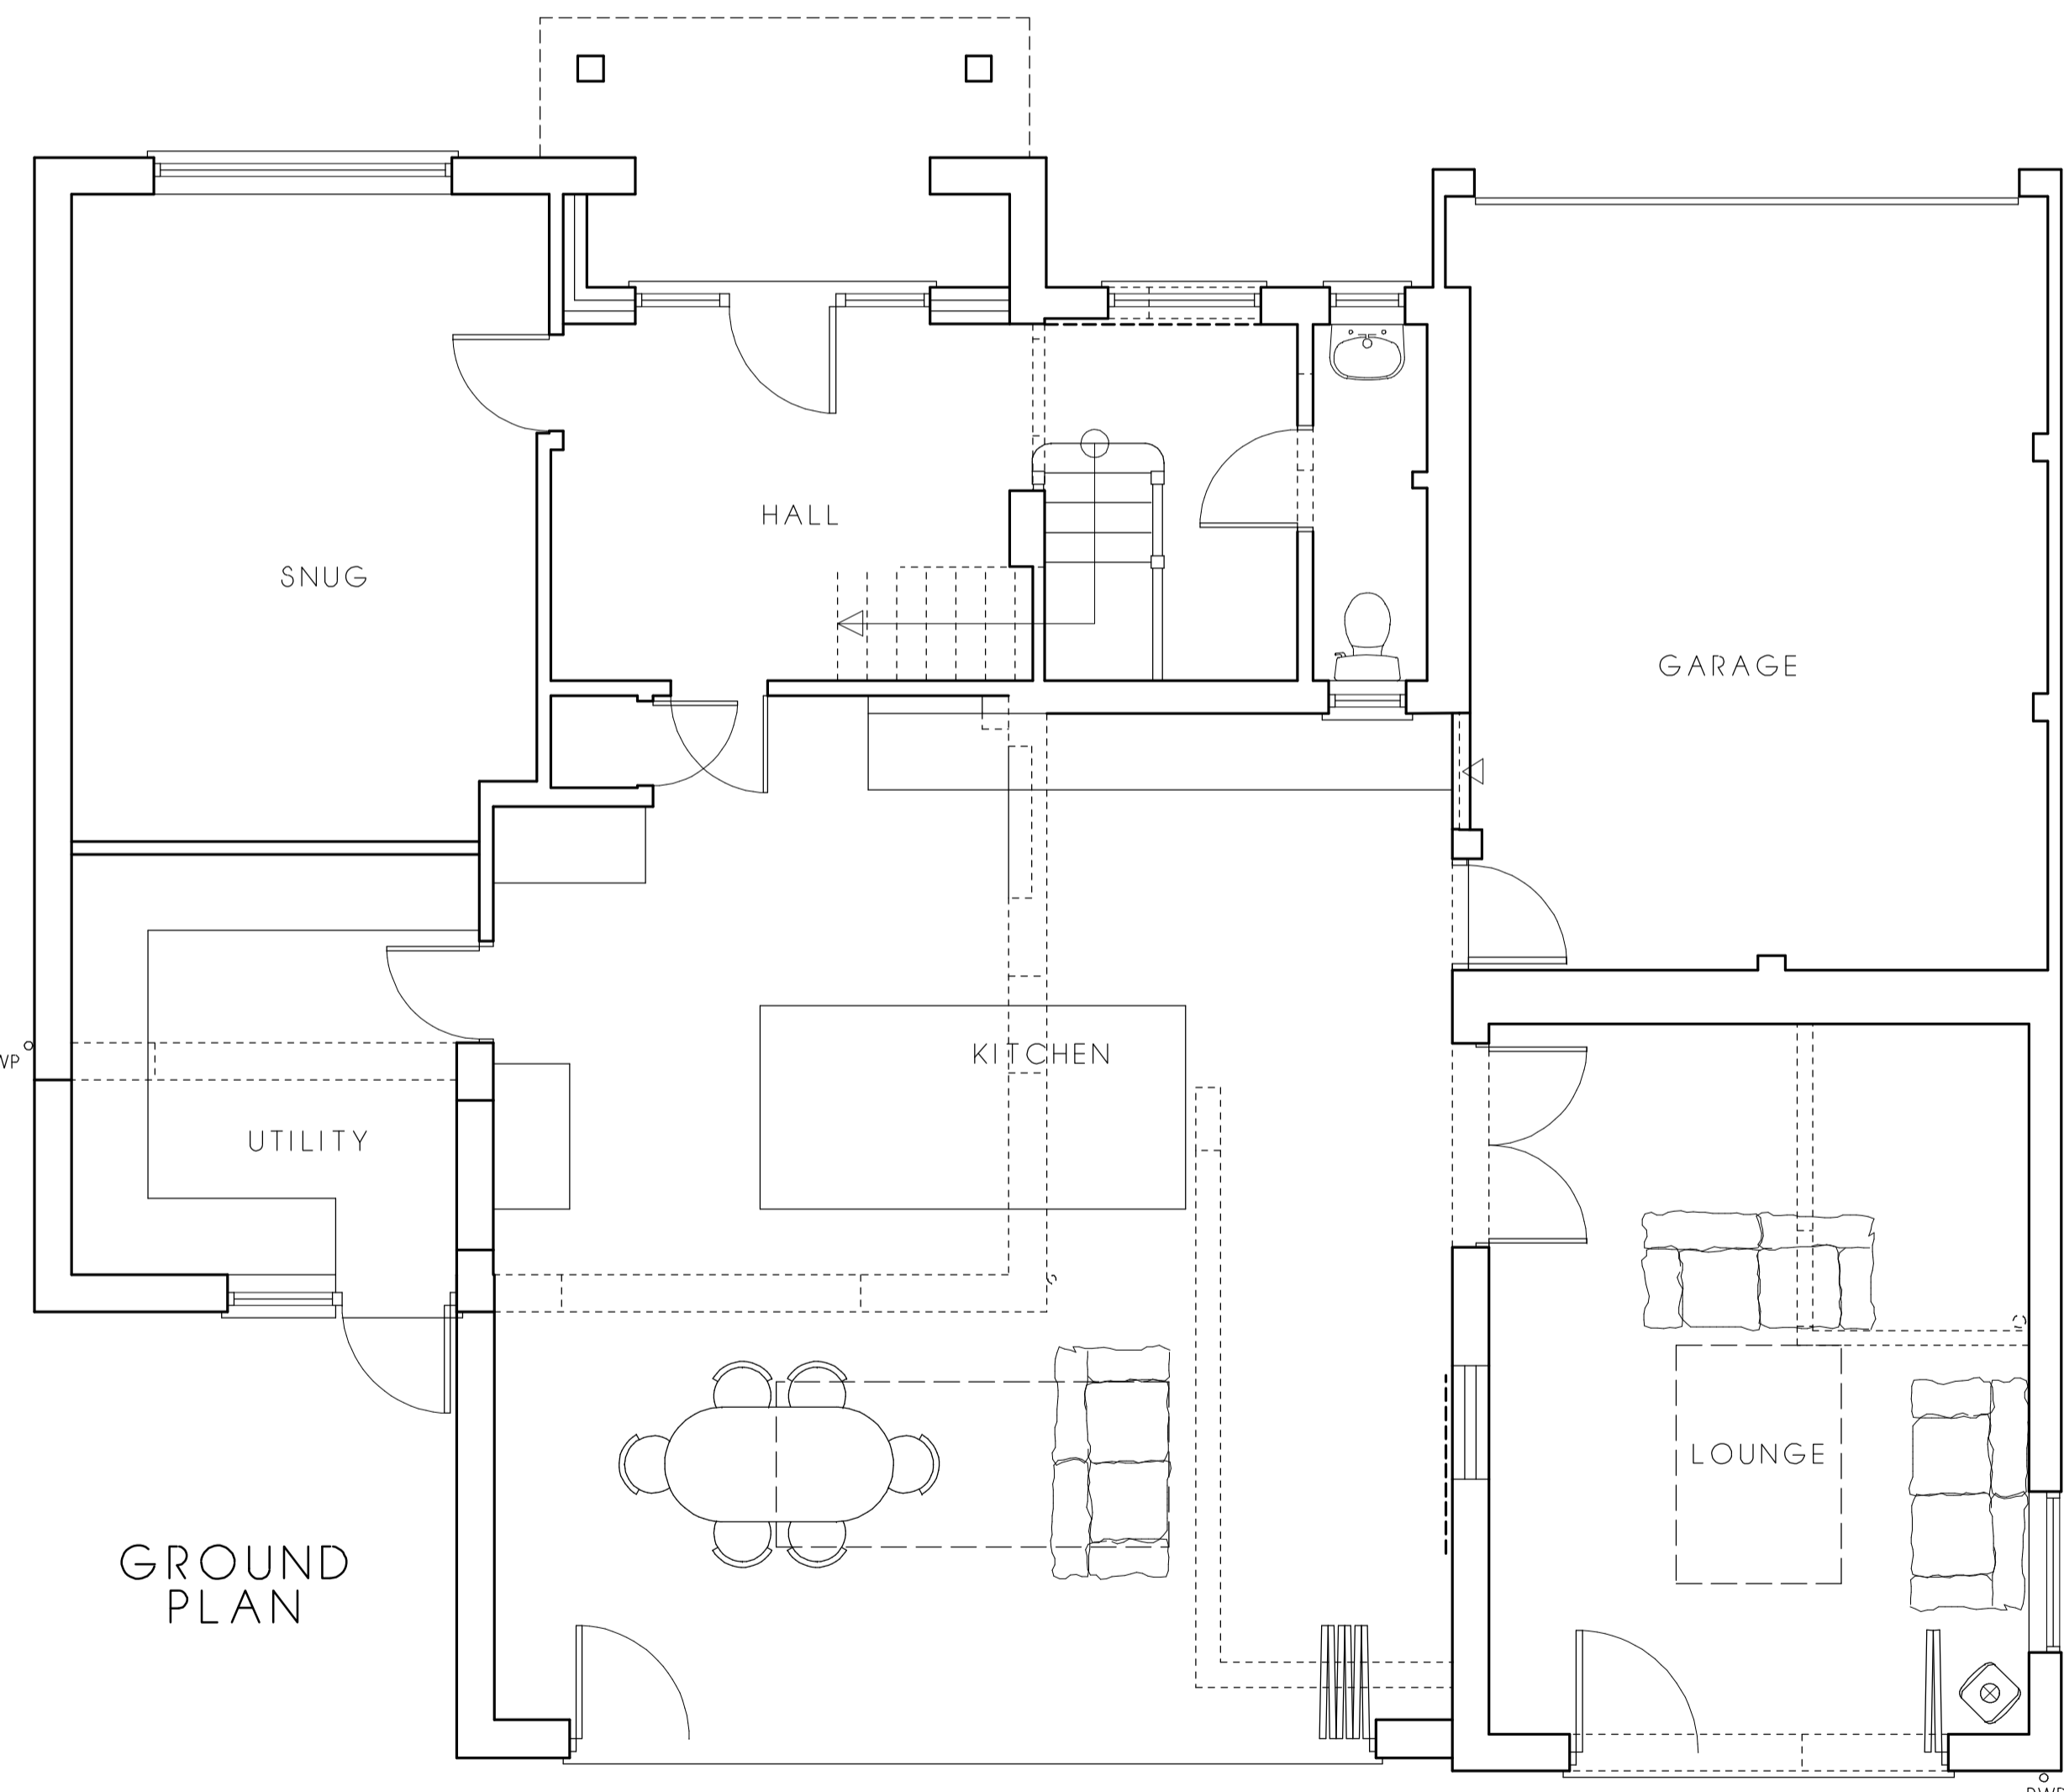 HALL
SNUG
GARAGE
KITCHEN
UTILITY
LOUNGE
GROUND
PLAN